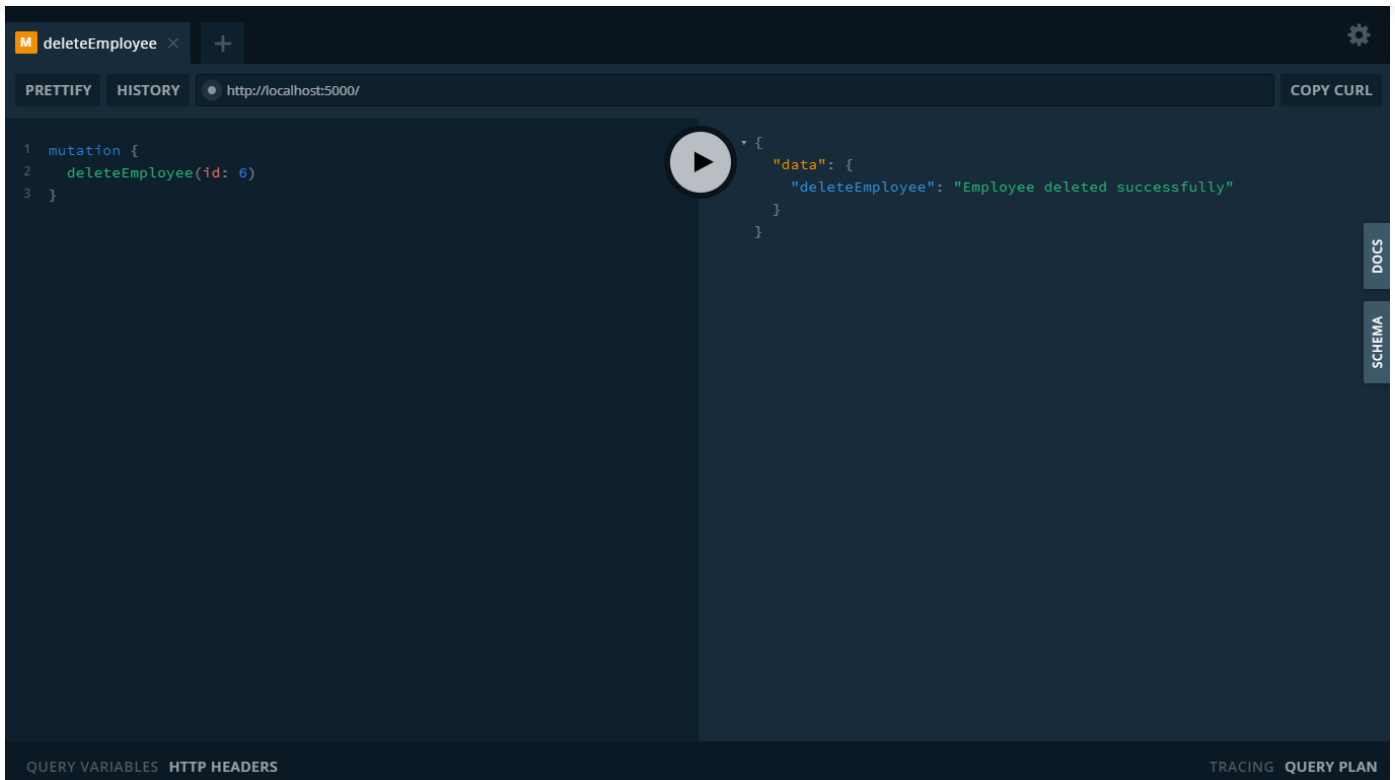 M deleteEmployee × +
PRETTIFY HISTORY http://localhost:5000/ COPY CURL
1 mutation {
2 deleteEmployee(id: 6)
3 }
{
"data": {
"deleteEmployee": "Employee deleted successfully"
}
}
DOCS
SCHEMA
QUERY VARIABLES HTTP HEADERS
TRACING QUERY PLAN